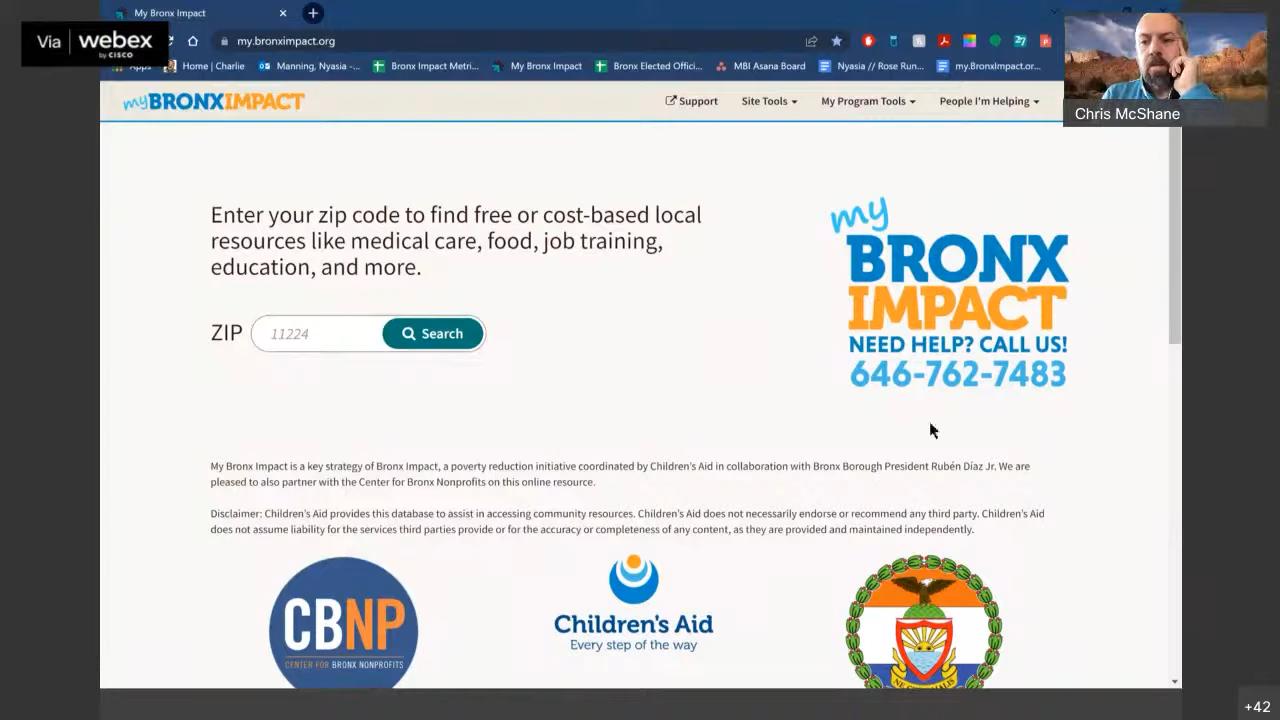 My Bronx Impact
Via webex
by CISCO
my.bronximpact.org
Apps
Home | Charlie
Manning, Nyasia -...
Bronx Impact Metri...
My Bronx Impact
Bronx Elected Offici...
MBI Asana Board
Nyasia // Rose Run...
my.BronxImpact.or...
Chris McShane
myBRONXIMPACT
Support
Site Tools
My Program Tools
People I'm Helping
Enter your zip code to find free or cost-based local
resources like medical care, food, job training,
education, and more.
ZIP
11224
Search
my
BRONX
IMPACT
NEED HELP? CALL US!
646-762-7483
My Bronx Impact is a key strategy of Bronx Impact, a poverty reduction initiative coordinated by Children's Aid in collaboration with Bronx Borough President Rubén Díaz Jr. We are
pleased to also partner with the Center for Bronx Nonprofits on this online resource.
Disclaimer: Children's Aid provides this database to assist in accessing community resources. Children's Aid does not necessarily endorse or recommend any third party. Children's Aid
does not assume liability for the services third parties provide or for the accuracy or completeness of any content, as they are provided and maintained independently.
CBNP
CENTER FOR BRONX NONPROFITS
Children's Aid
Every step of the way
+42